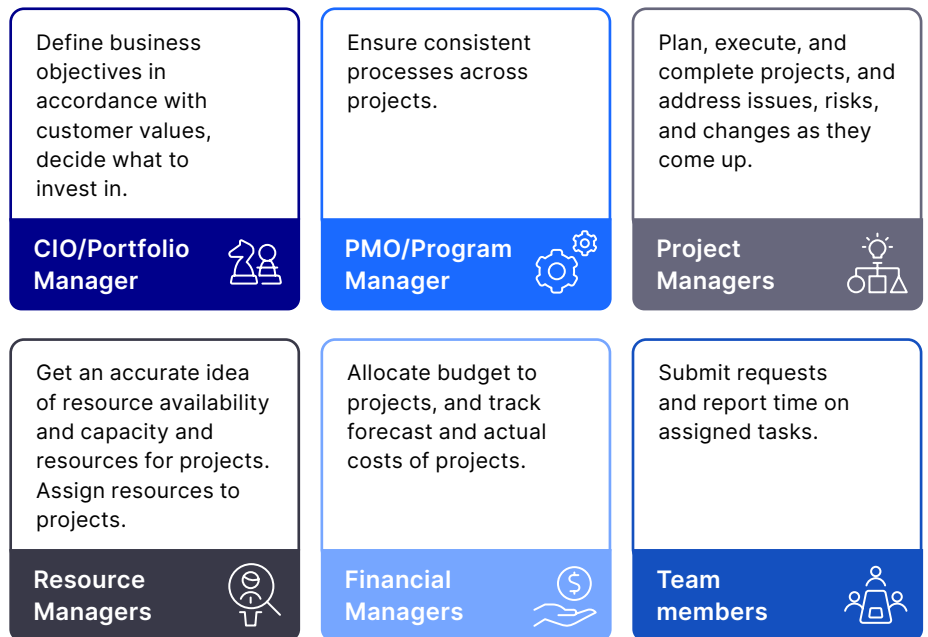 Define business
objectives in
accordance with
customer values,
decide what to
invest in.
CIO/Portfolio
Manager
Ensure consistent
processes across
projects.
PMO/Program
Manager
Plan, execute, and
complete projects, and
address issues, risks,
and changes as they
come up.
Project
Managers
Get an accurate idea
of resource availability
and capacity and
resources for projects.
Assign resources to
projects.
Resource
Managers
Allocate budget to
projects, and track
forecast and actual
costs of projects.
$
Financial
Managers
Submit requests
and report time on
assigned tasks.
Team
members